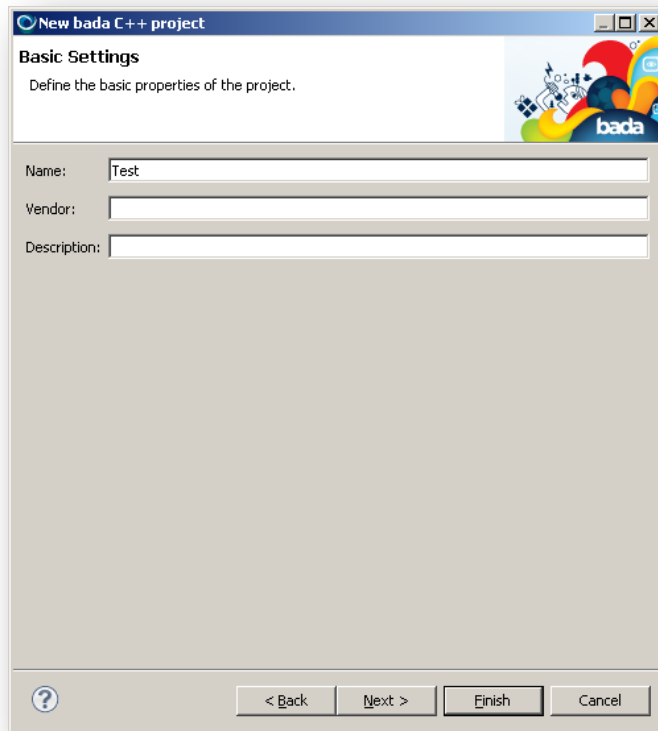 New bada C++ project
Basic Settings
Define the basic properties of the project.
bada
Name: Test
Vendor:
Description:
< Back Next > Finish Cancel